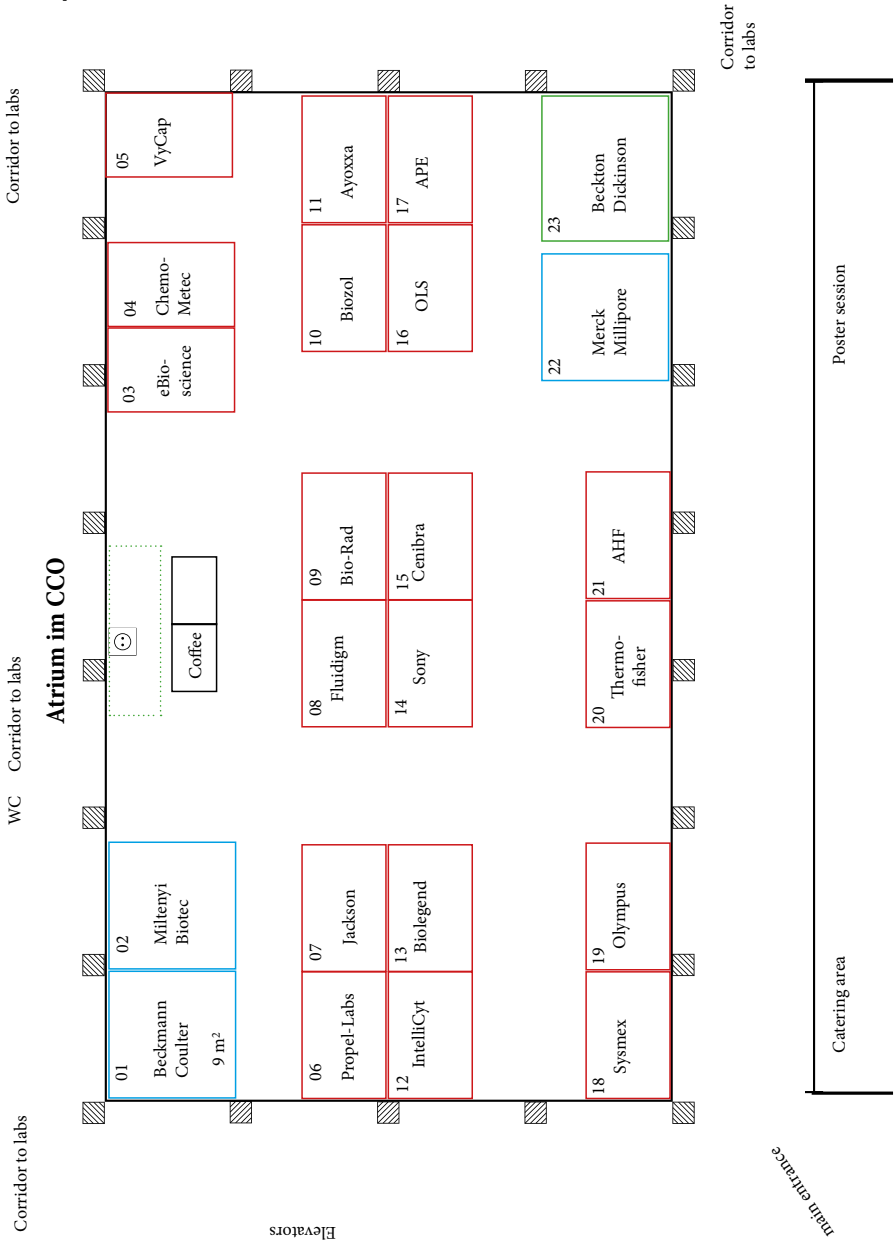 Corridor to labs
WC
Corridor to labs
Corridor to labs
Atrium im CCO
01
Beckmann
Coulter
9 m²
02
Miltenyi
Biotec
Coffee
03
eBio-
science
04
Chemo-
Metec
05
VyCap
06
Propel-Labs
07
Jackson
08
Fluidigm
09
Bio-Rad
10
Biozol
11
Ayoxxa
12
IntelliCyt
13
Biolegend
14
Sony
15
Cenibra
16
OLS
17
APE
18
Sysmex
19
Olympus
20
Thermo-
fisher
21
AHF
22
Merck
Millipore
23
Beckton
Dickinson
Elevators
Corridor
to labs
main entrance
Catering area
Poster session